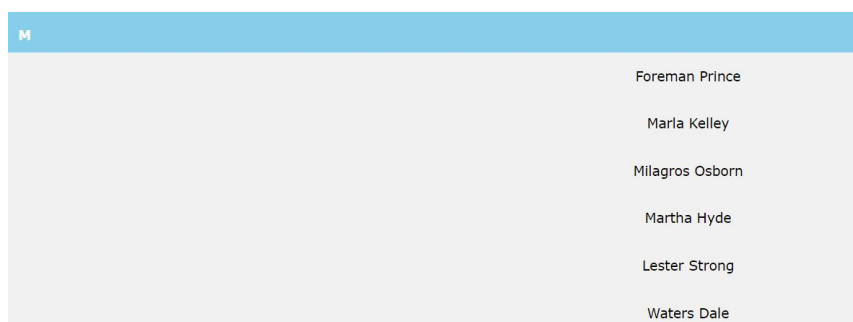 M
Foreman Prince
Marla Kelley
Milagros Osborn
Martha Hyde
Lester Strong
Waters Dale